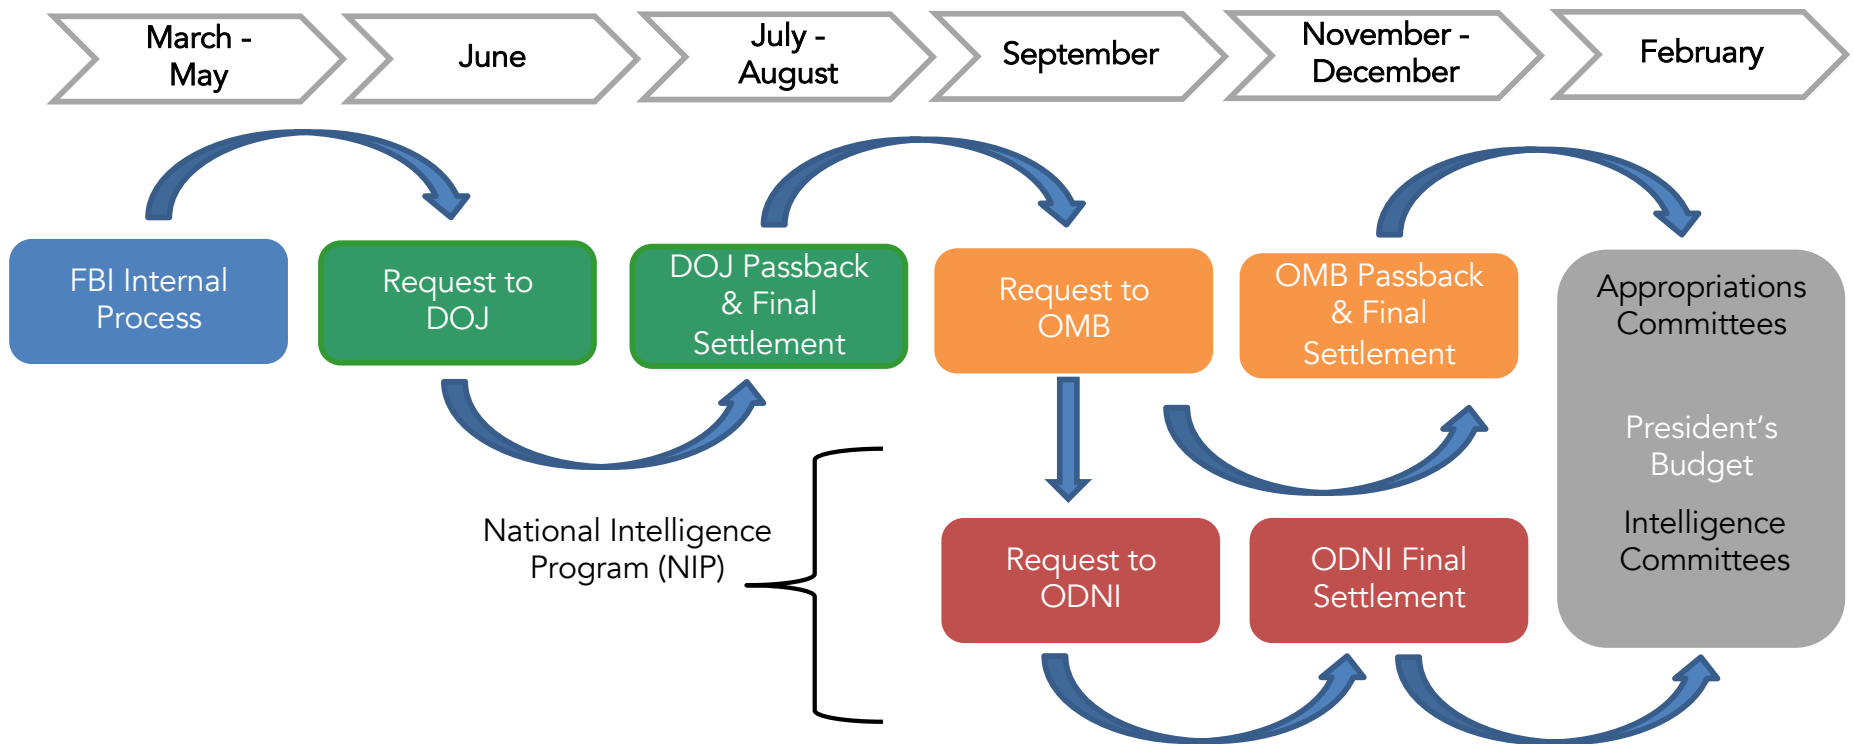 March -
May
June
July -
August
September
November -
December
February
FBI Internal
Process
Request to
DOJ
DOJ Passback
& Final
Settlement
Request to
OMB
OMB Passback
& Final
Settlement
Appropriations
Committees
President’s
Budget
Intelligence
Committees
National Intelligence
Program (NIP)
Request to
ODNI
ODNI Final
Settlement